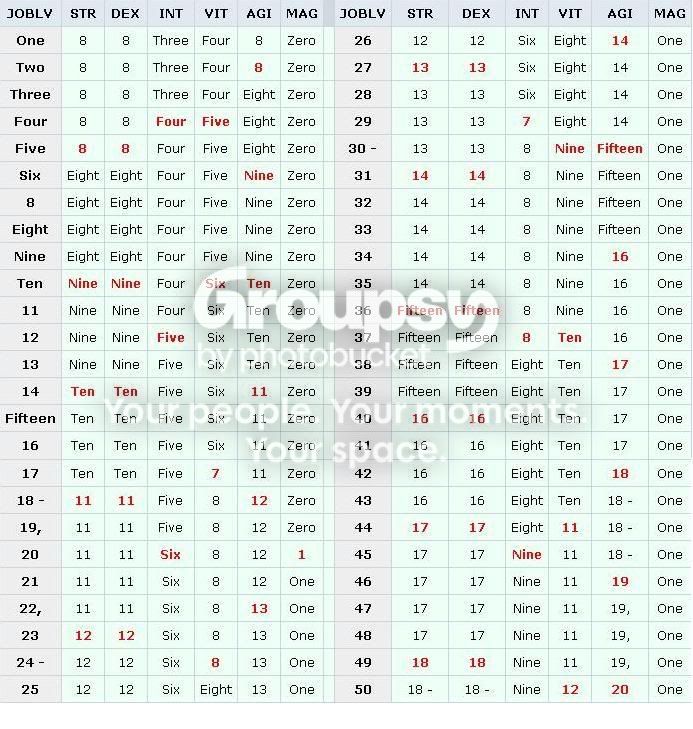 JOBLV STR DEX INT VIT AGI MAG JOBLV STR DEX INT VIT AGI MAG
One 8 8 Three Four 8 Zero 26 12 12 Six Eight 14 One
Two 8 8 Three Four 8 Zero 27 13 13 Six Eight 14 One
Three 8 8 Three Four Eight Zero 28 13 13 Six Eight 14 One
Four 8 8 Four Five Eight Zero 29 13 13 7 Eight 14 One
Five 8 8 Four Five Eight Zero 30 - 13 13 8 Nine Fifteen One
Six Eight Eight Four Five Nine Zero 31 14 14 8 Nine Fifteen One
8 Eight Eight Four Five Nine Zero 32 14 14 8 Nine Fifteen One
Eight Eight Eight Four Five Nine Zero 33 14 14 8 Nine Fifteen One
Nine Eight Eight Four Five Nine Zero 34 14 14 8 Nine 16 One
Ten Nine Nine Four Six Ten Zero 35 14 14 8 Nine 16 One
11 Nine Nine Four Six Ten Zero 36 Fifteen Fifteen 8 Nine 16 One
12 Nine Nine Five Six Ten Zero 37 Fifteen Fifteen 8 Ten 16 One
13 Nine Nine Five Six Ten Zero 38 Fifteen Fifteen Eight Ten 17 One
14 Ten Ten Five Six 11 Zero 39 Fifteen Fifteen Eight Ten 17 One
Fifteen Ten Ten Five Six 11 Zero 40 16 16 Eight Ten 17 One
16 Ten Ten Five Six 11 Zero 41 16 16 Eight Ten 17 One
17 Ten Ten Five 7 11 Zero 42 16 16 Eight Ten 18 One
18 - 11 11 Five 8 12 Zero 43 16 16 Eight Ten 18 - One
19, 11 11 Five 8 12 Zero 44 17 17 Eight 11 18 - One
20 11 11 Six 8 12 1 45 17 17 Nine 11 18 - One
21 11 11 Six 8 12 One 46 17 17 Nine 11 19 One
22, 11 11 Six 8 13 One 47 17 17 Nine 11 19, One
23 12 12 Six 8 13 One 48 17 17 Nine 11 19, One
24 - 12 12 Six 8 13 One 49 18 18 Nine 11 19, One
25 12 12 Six Eight 13 One 50 18 - 18 - Nine 12 20 One
Groupsy
by photobucket
Your people. Your moments.
Your space.